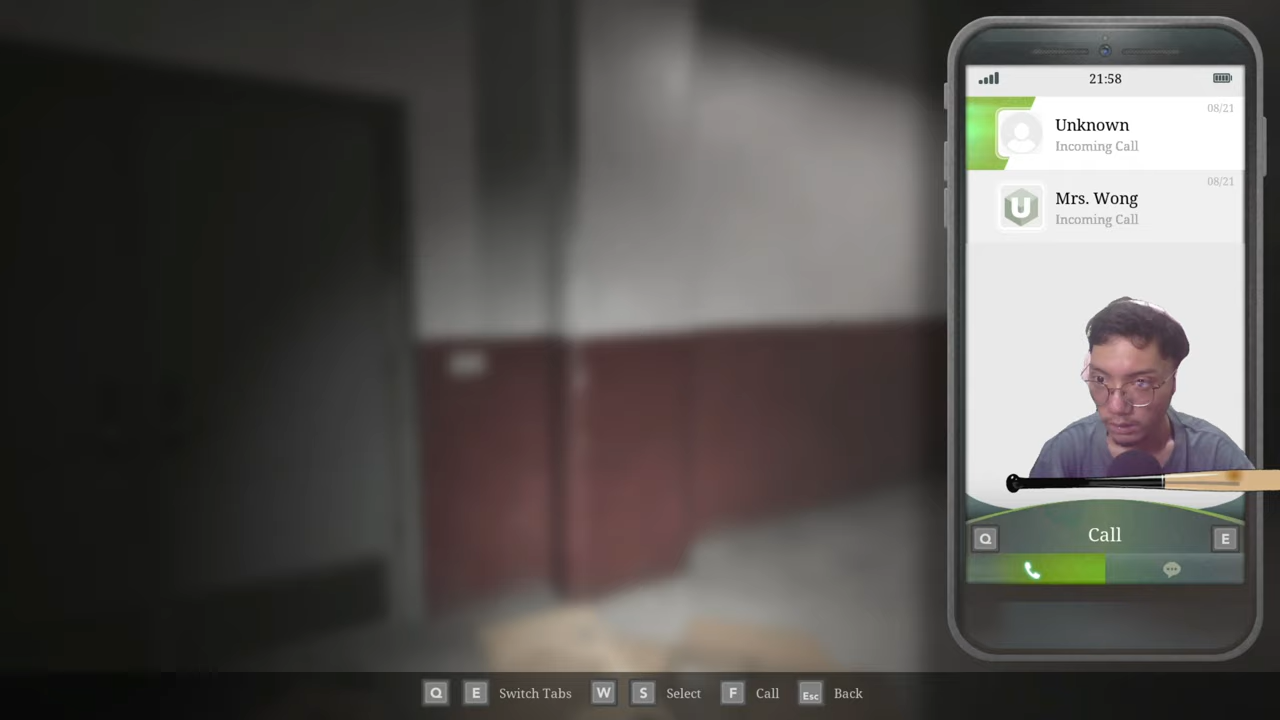 21:58
08/21
Unknown
Incoming Call
08/21
U
Mrs. Wong
Incoming Call
Q
Call
E
Q E Switch Tabs W S Select F Call Esc Back